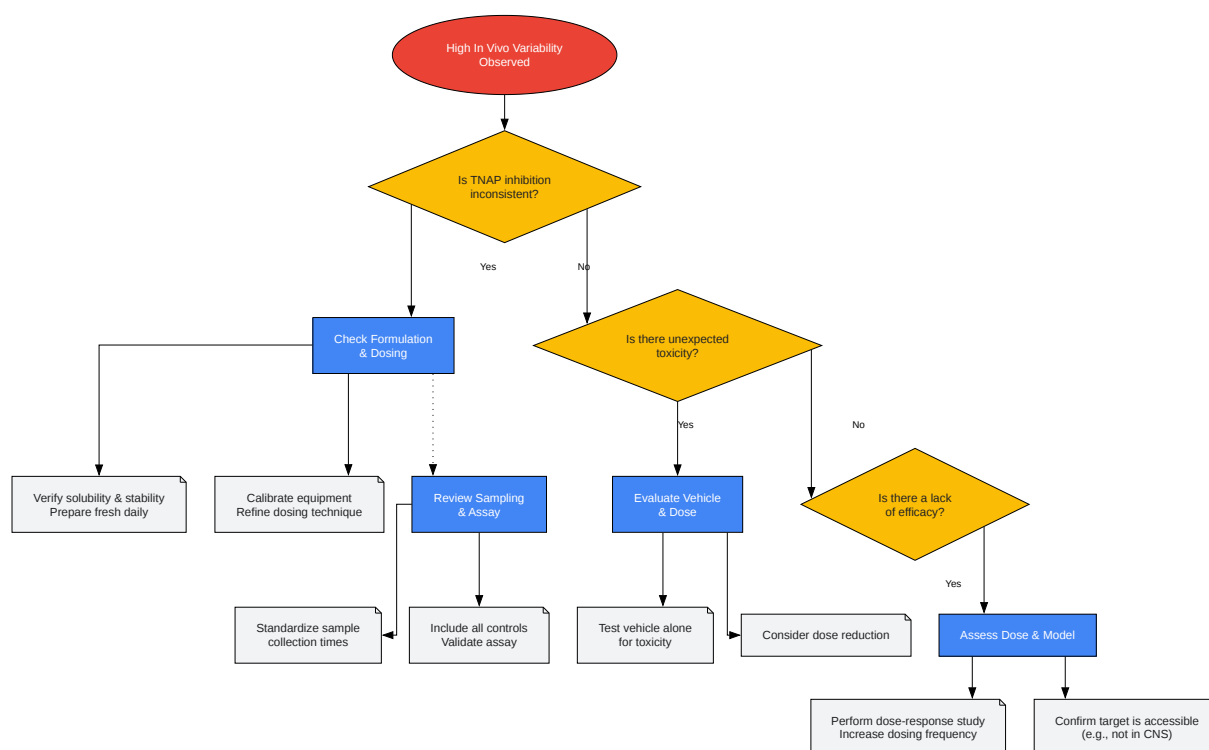 High In Vivo Variability
Observed
Is TNAP inhibition
inconsistent?
Yes
No
Check Formulation
& Dosing
Is there unexpected
toxicity?
Yes
No
Verify solubility & stability
Prepare fresh daily
Calibrate equipment
Refine dosing technique
Review Sampling
& Assay
Evaluate Vehicle
& Dose
Is there a lack
of efficacy?
Yes
Standardize sample
collection times
Include all controls
Validate assay
Test vehicle alone
for toxicity
Consider dose reduction
Assess Dose & Model
Perform dose-response study
Increase dosing frequency
Confirm target is accessible
(e.g., not in CNS)